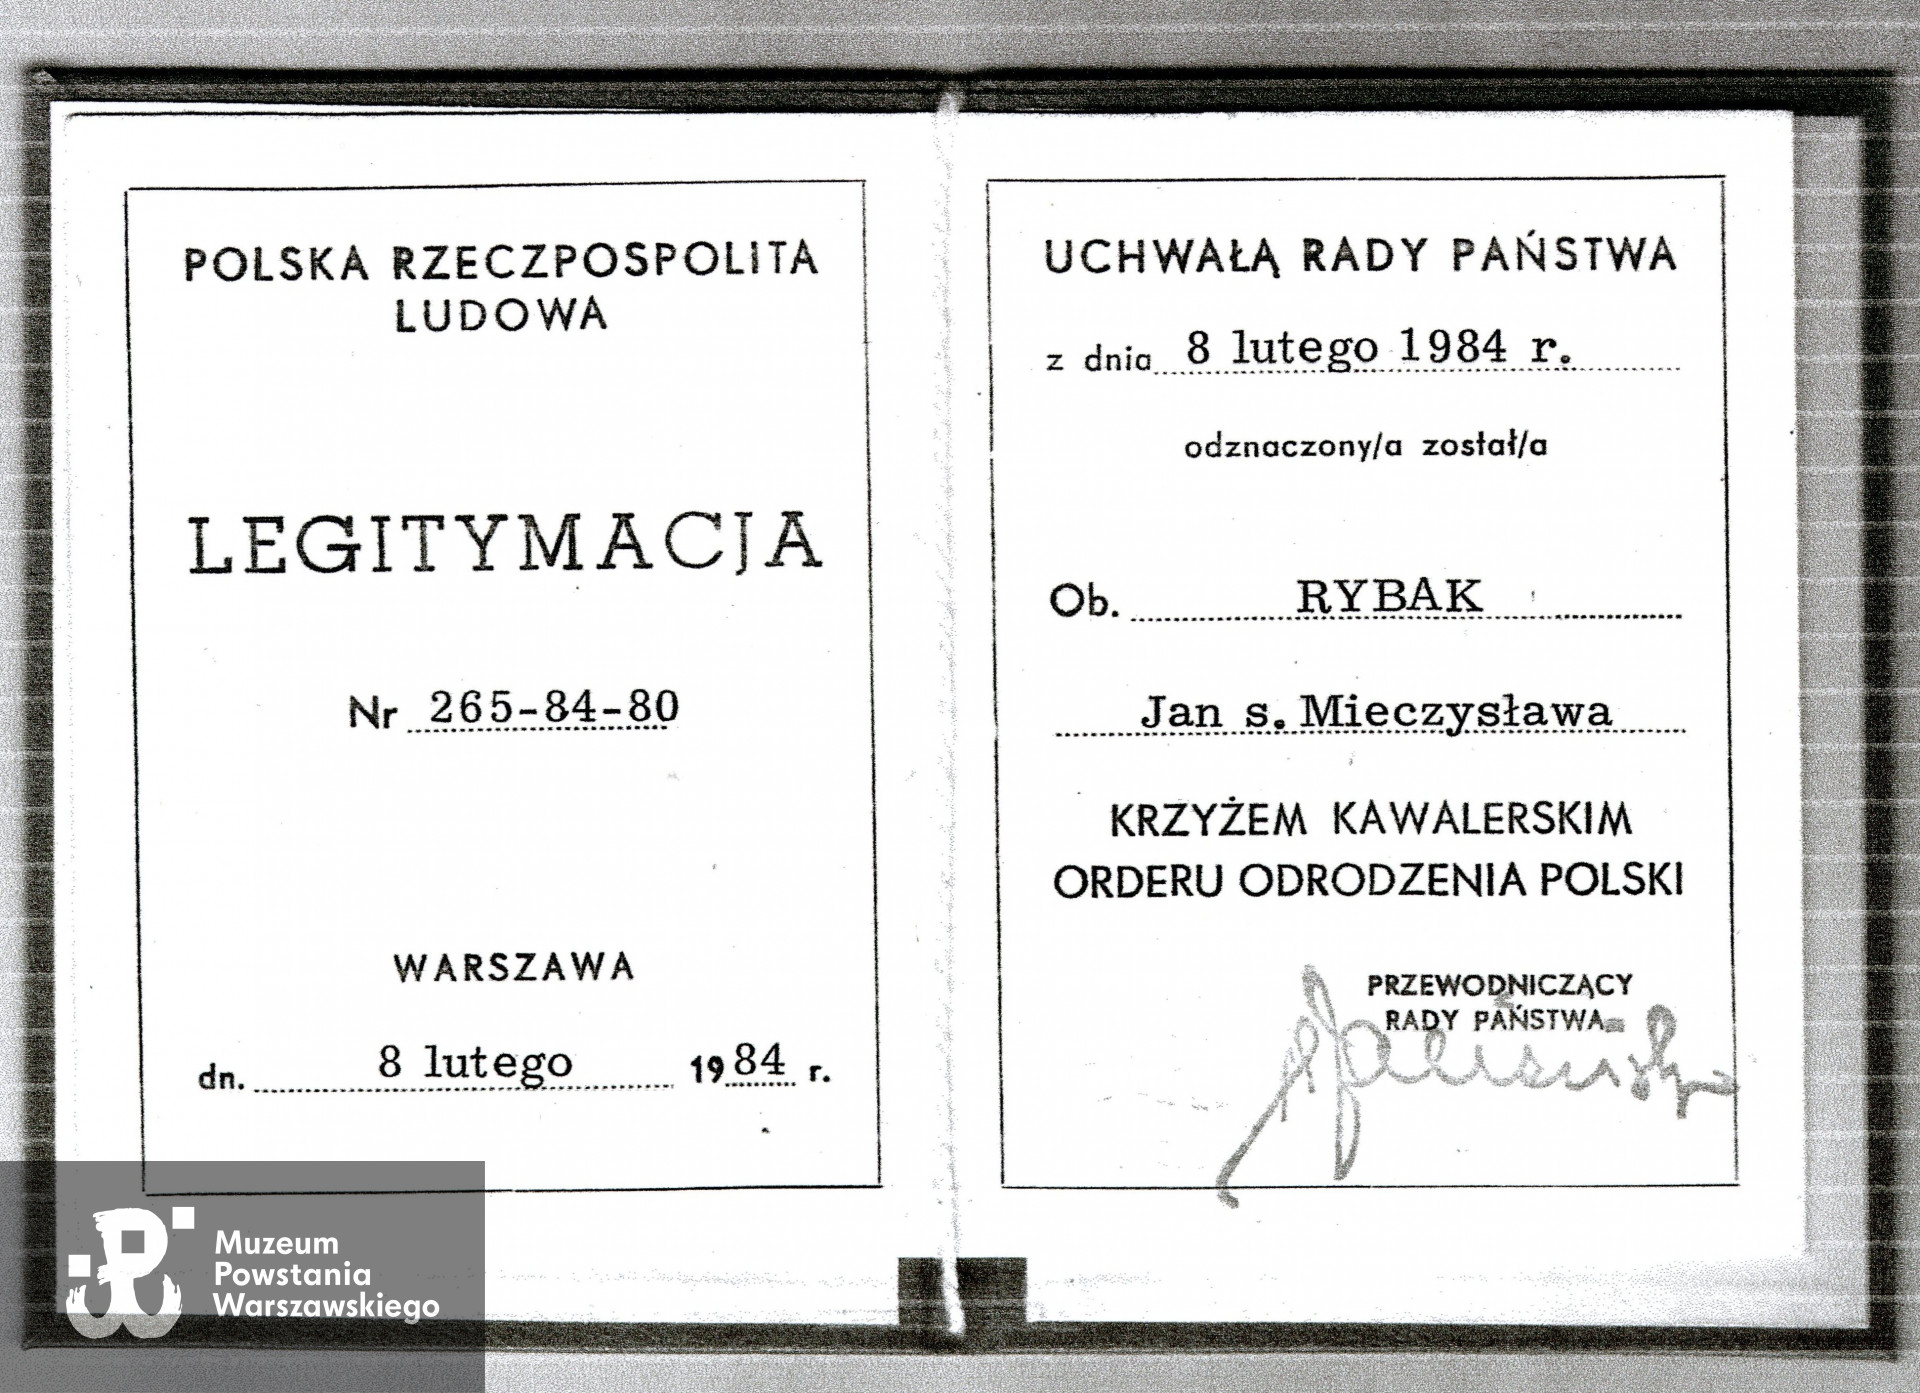 POLSKA RZECZPOSPOLITA
LUDOWA
LEGITYMACJA
Nr 265-84-80
WARSZAWA
dn. 8 lutego 1984 r.
UCHWAŁĄ RADY PAŃSTWA
z dnia 8 lutego 1984 r.
odznaczony/a został/a
Ob. RYBAK
Jan s. Mieczysława
KRZYŻEM KAWALERSKIM
ORDERU ODRODZENIA POLSKI
PRZEWODNICZĄCY
RADY PAŃSTWA
Muzeum
Powstania
Warszawskiego